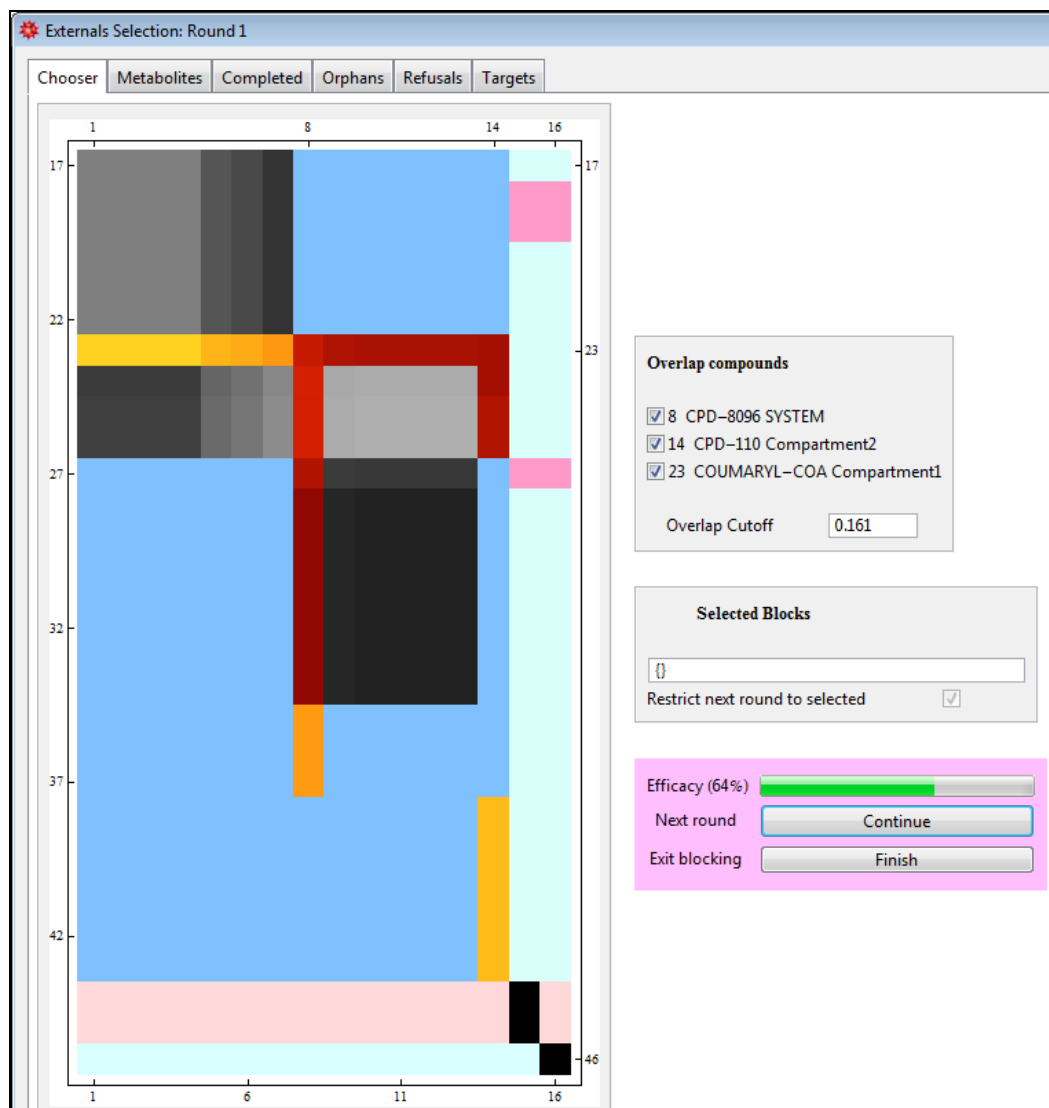 Externals Selection: Round 1
Chooser Metabolites Completed Orphans Refusals Targets
1 8 14 16
17 17
22
23
Overlap compounds
8 CPD-8096 SYSTEM
14 CPD-110 Compartment2
27
23 COUMARYL-COA Compartment1
Overlap Cutoff 0.161
Selected Blocks
32
{}
Restrict next round to selected
37
Efficacy (64%)
Next round Continue
Exit blocking Finish
42
46
1 6 11 16